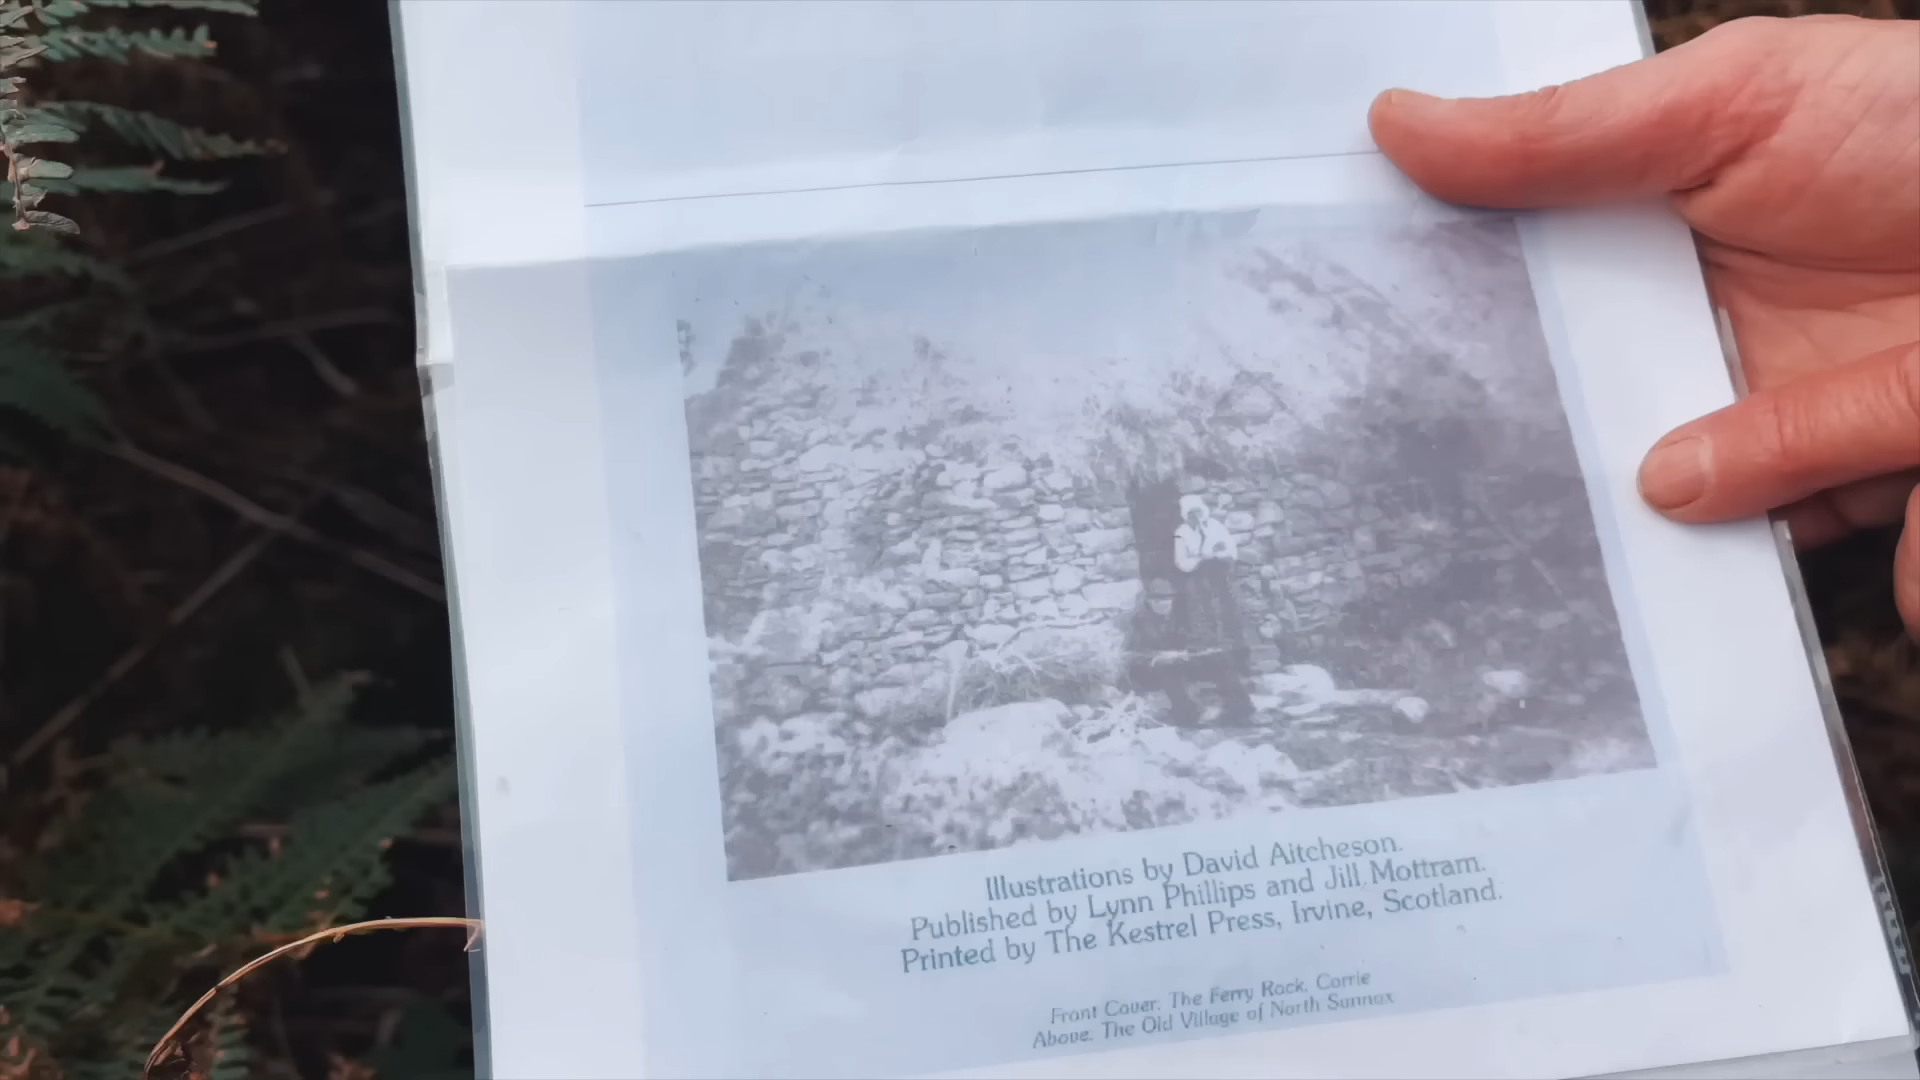 Illustrations by David Aitcheson.
Published by Lynn Phillips and Jill Mottram.
Printed by The Kestrel Press, Irvine, Scotland.
Front Cover: The Ferry Rock, Corrie
Above: The Old Village of North Sannox